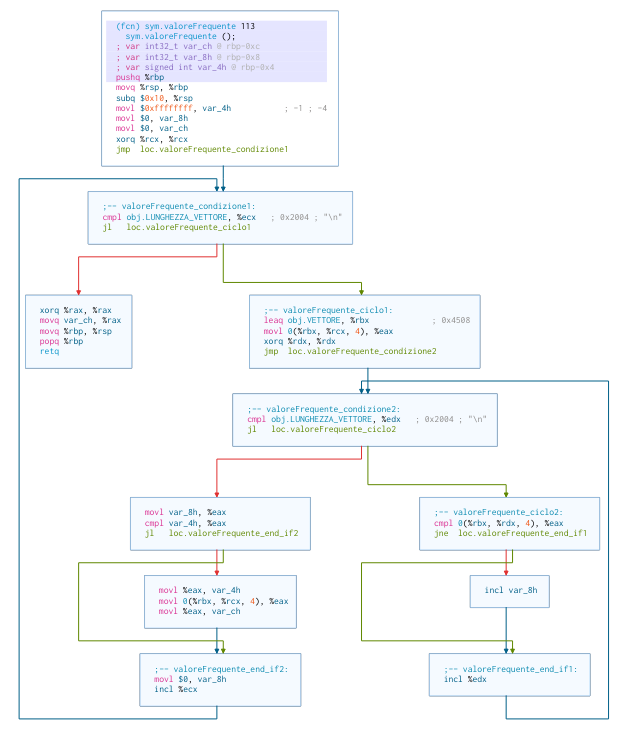 (fcn) sym.valoreFrequente 113
sym.valoreFrequente ();
; var int32_t var_ch @ rbp-0xc
; var int32_t var_8h @ rbp-0x8
; var signed int var_4h @ rbp-0x4
pushq %rbp
movq %rsp, %rbp
subq $0x10, %rsp
movl $0xffffffff, var_4h ; -1 ; -4
movl $0, var_8h
movl $0, var_ch
xorq %rcx, %rcx
jmp loc.valoreFrequente_condizione1
;-- valoreFrequente_condizione1:
cmpl obj.LUNGHEZZA_VETTORE, %ecx ; 0x2004 ; "\n"
jl loc.valoreFrequente_ciclo1
xorq %rax, %rax
movq var_ch, %rax
movq %rbp, %rsp
popq %rbp
retq
;-- valoreFrequente_ciclo1:
leaq obj.VETTORE, %rbx ; 0x4508
movl 0(%rbx, %rcx, 4), %eax
xorq %rdx, %rdx
jmp loc.valoreFrequente_condizione2
;-- valoreFrequente_condizione2:
cmpl obj.LUNGHEZZA_VETTORE, %edx ; 0x2004 ; "\n"
jl loc.valoreFrequente_ciclo2
movl var_8h, %eax
cmpl var_4h, %eax
jl loc.valoreFrequente_end_if2
;-- valoreFrequente_ciclo2:
cmpl 0(%rbx, %rdx, 4), %eax
jne loc.valoreFrequente_end_if1
movl %eax, var_4h
movl 0(%rbx, %rcx, 4), %eax
movl %eax, var_ch
incl var_8h
;-- valoreFrequente_end_if2:
movl $0, var_8h
incl %ecx
;-- valoreFrequente_end_if1:
incl %edx